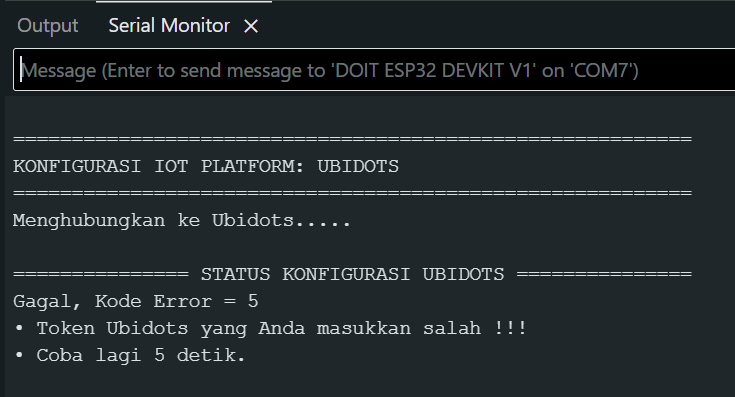 Output Serial Monitor ×
Message (Enter to send message to 'DOIT ESP32 DEVKIT V1' on 'COM7')
==========================================================
KONFIGURASI IOT PLATFORM: UBIDOTS
==========================================================
Menghubungkan ke Ubidots.....
=============== STATUS KONFIGURASI UBIDOTS ===============
Gagal, Kode Error = 5
• Token Ubidots yang Anda masukkan salah !!!
• Coba lagi 5 detik.